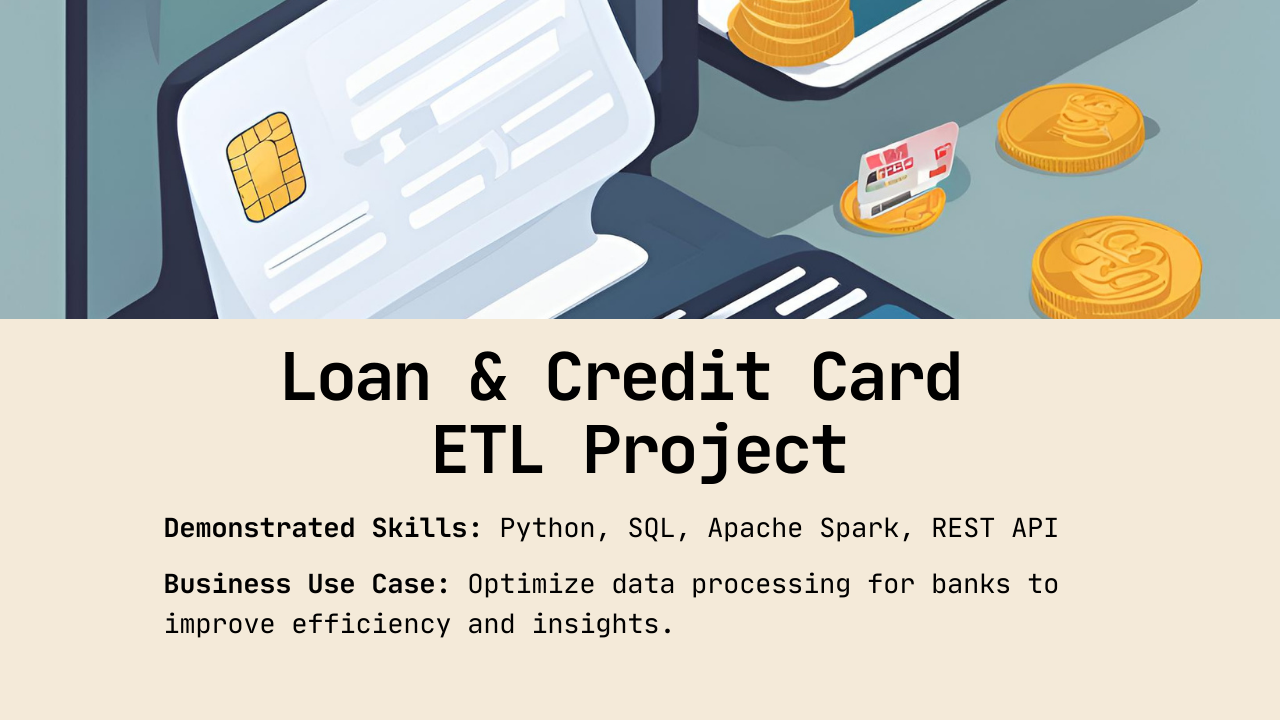 Loan & Credit Card
ETL Project
Demonstrated Skills: Python, SQL, Apache Spark, REST API
Business Use Case: Optimize data processing for banks to
improve efficiency and insights.